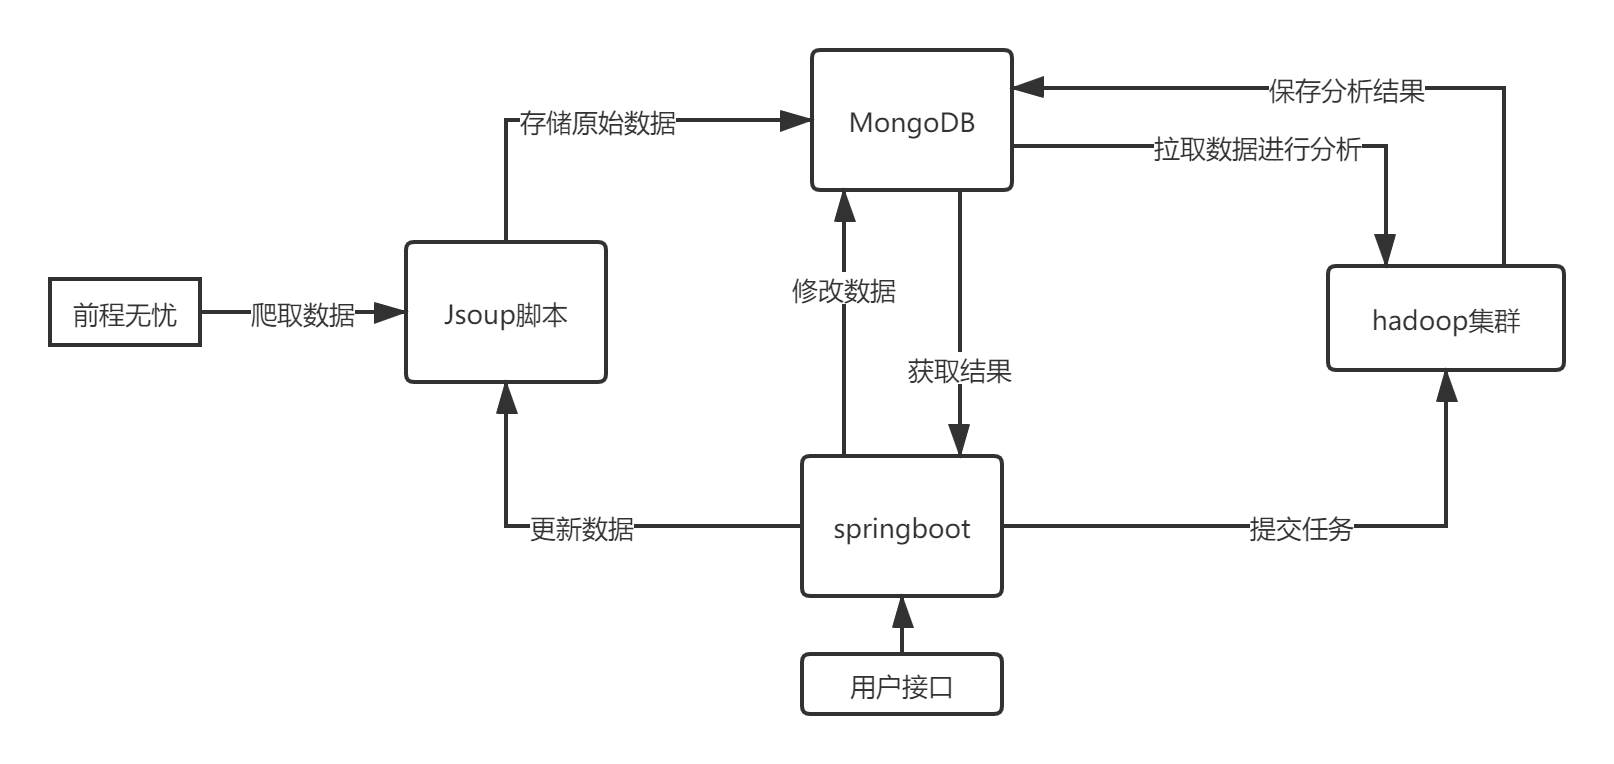 MongoDB
保存分析结果
存储原始数据
拉取数据进行分析
修改数据
前程无忧
爬取数据
Jsoup脚本
hadoop集群
获取结果
更新数据
springboot
提交任务
用户接口